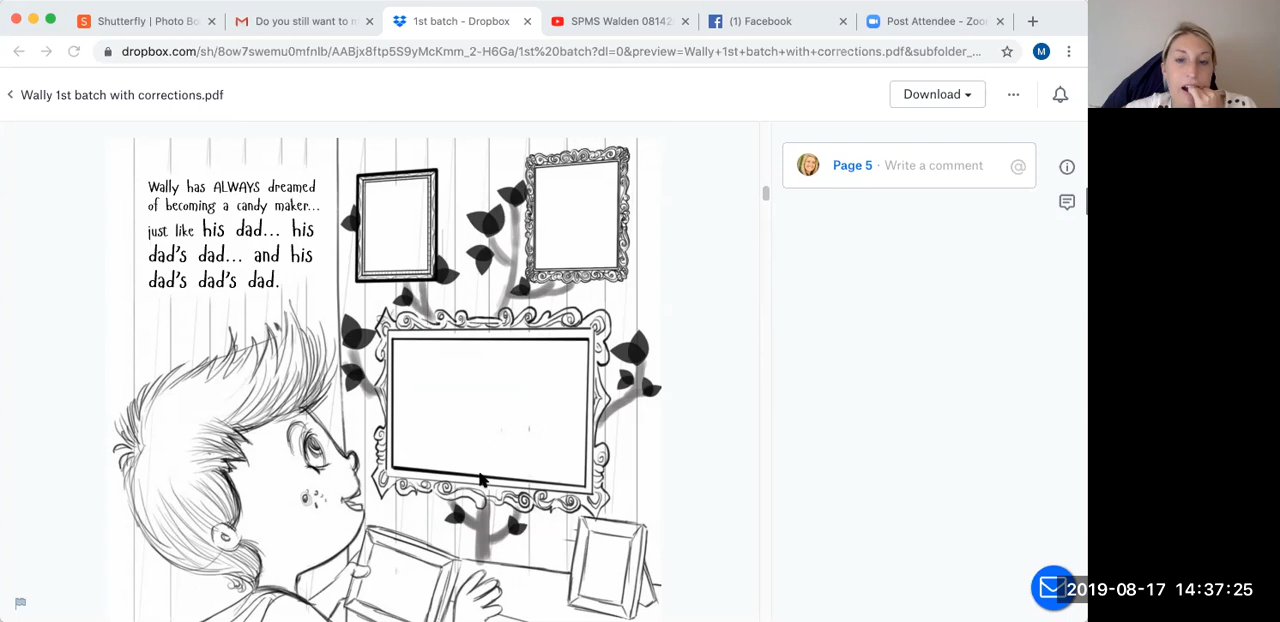 Shutterfly | Photo Bo
Do you still want to r
1st batch - Dropbox
SPMS Walden 08142
(1) Facebook
Post Attendee - Zoo
dropbox.com/sh/8ow7swemu0mfnlb/AABjx8ftp5S9yMcKmm_2-H6Ga/1st%20batch?dl=0&preview=Wally+1st+batch+with+corrections.pdf&subfolder_...
M
Wally 1st batch with corrections.pdf
Download
Wally has ALWAYS dreamed
of becoming a candy maker...
just like his dad... his
dad's dad... and his
dad's dad's dad.
Page 5 · Write a comment @
2019-08-17 14:37:25